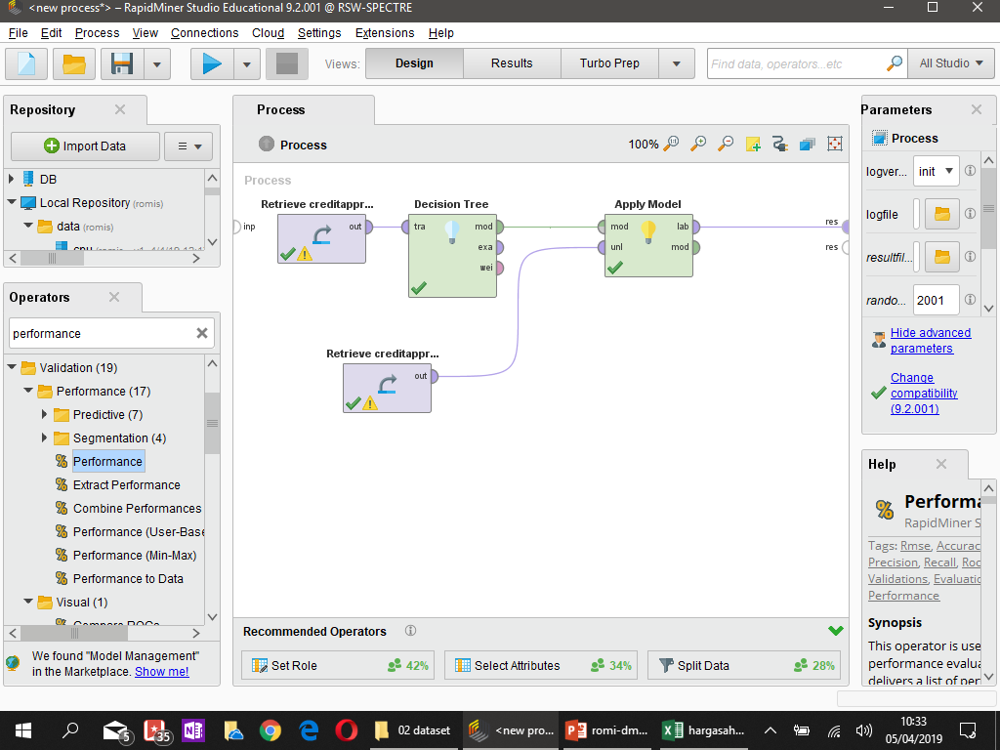 <new process*> – RapidMiner Studio Educational 9.2.001 @ RSW-SPECTRE
File Edit Process View Connections Cloud Settings Extensions Help
Views: Design Results Turbo Prep Find data, operators...etc All Studio
Repository
Import Data
DB
Local Repository (romis)
data (romis)
Operators
performance
Validation (19)
Performance (17)
Predictive (7)
Segmentation (4)
Performance
Extract Performance
Combine Performances
Performance (User-Base
Performance (Min-Max)
Performance to Data
Visual (1)
Compare ROCs
We found "Model Management"
in the Marketplace. Show me!
Process
Process 100%
Process
Retrieve creditappr... Decision Tree Apply Model
inp out tra mod mod lab res
exa unl mod res
wei
Retrieve creditappr...
out
Recommended Operators
Set Role 42% Select Attributes 34% Split Data 28%
Parameters
Process
logver... init
logfile
resultfil...
rando... 2001
Hide advanced
parameters
Change
compatibility
(9.2.001)
Help
Performa
RapidMiner S
Tags: Rmse, Accurac
Precision, Recall, Roc
Validations, Evaluatio
Performance
Synopsis
This operator is use
performance evalua
delivers a list of per
5 35 02 dataset <new pro... romi-dm... hargasah... 10:33
05/04/2019